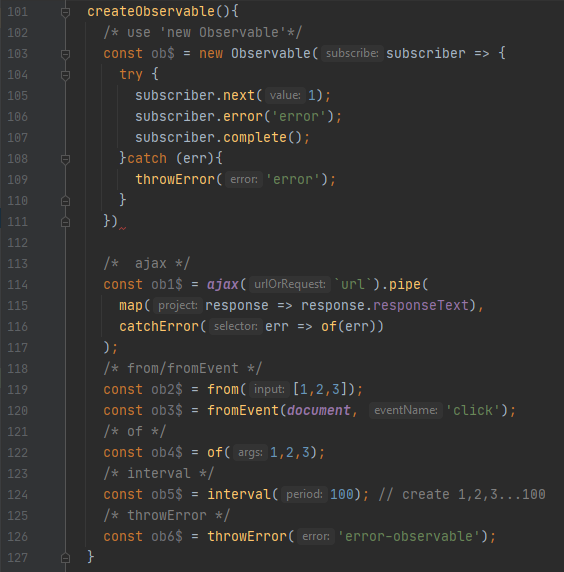 101 createObservable(){
102 /* use 'new Observable'*/
103 const ob$ = new Observable( subscribe: subscriber => {
104 try {
105 subscriber.next( value: 1);
106 subscriber.error('error');
107 subscriber.complete();
108 }catch (err){
109 throwError( error: 'error');
110 }
111 })
112
113 /*  ajax */
114 const ob1$ = ajax( urlOrRequest: `url`).pipe(
115 map( project: response => response.responseText),
116 catchError( selector: err => of(err))
117 );
118 /* from/fromEvent */
119 const ob2$ = from( input: [1,2,3]);
120 const ob3$ = fromEvent(document, eventName: 'click');
121 /* of */
122 const ob4$ = of( args: 1,2,3);
123 /* interval */
124 const ob5$ = interval( period: 100); // create 1,2,3...100
125 /* throwError */
126 const ob6$ = throwError( error: 'error-observable');
127 }